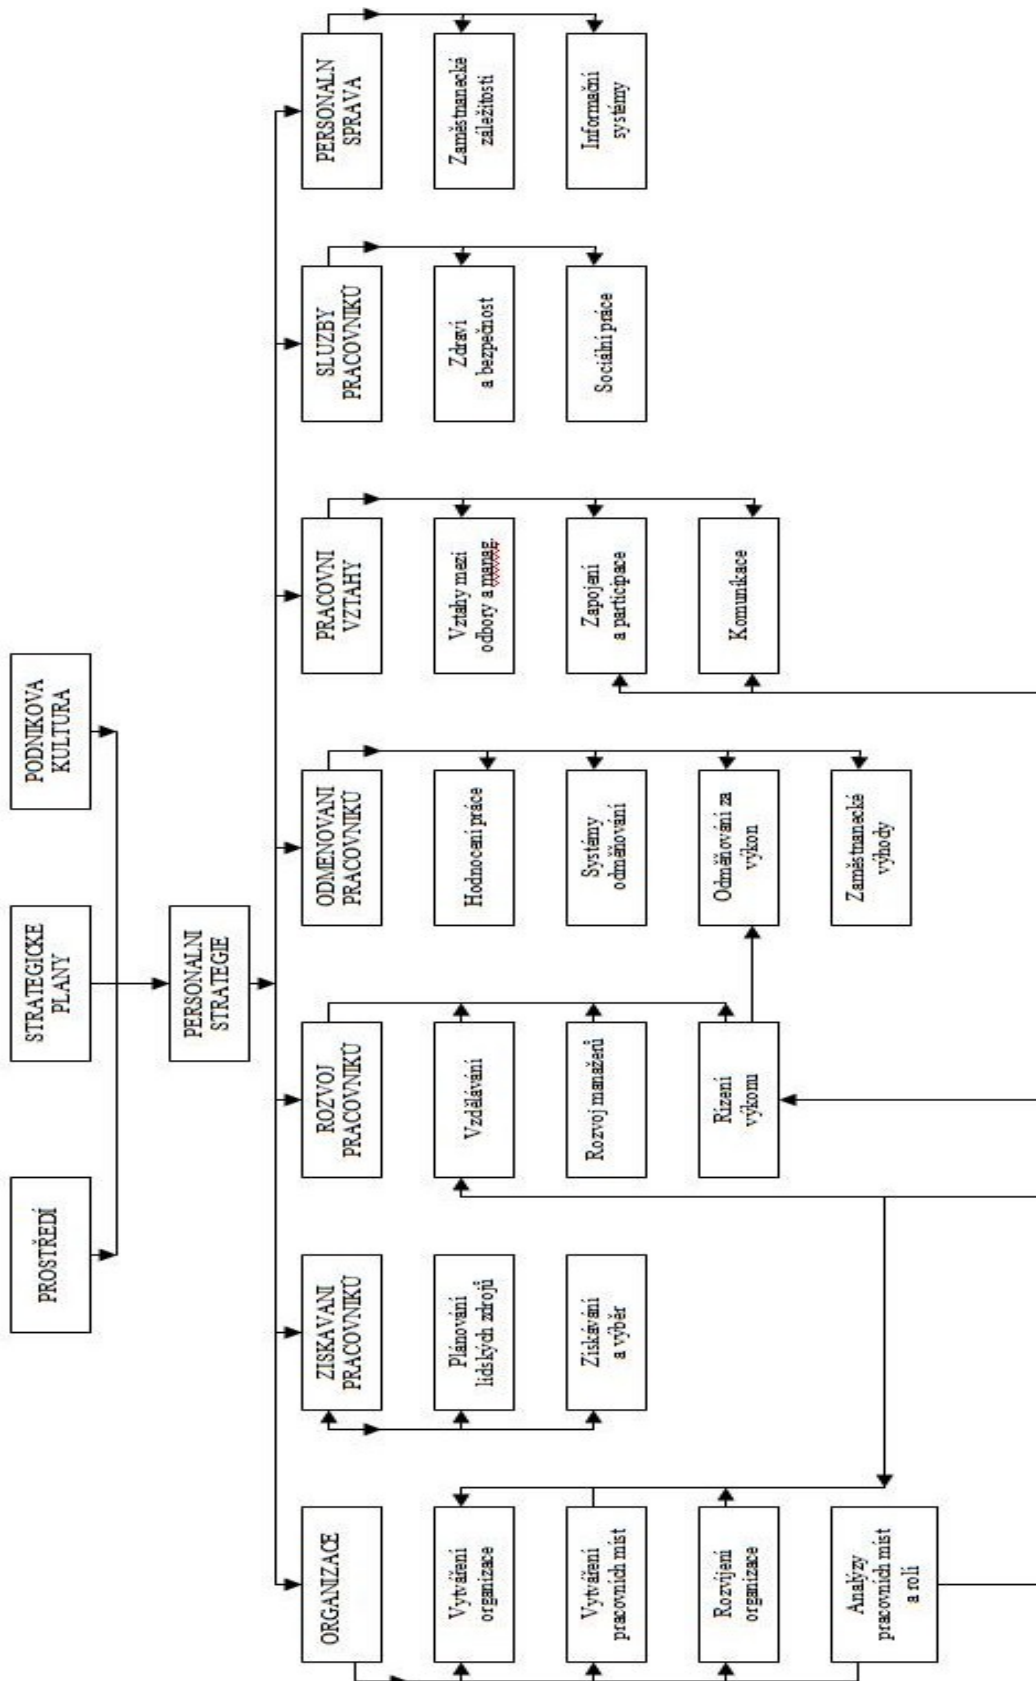 PROSTŘEDÍ
STRATEGICKE
PLANY
PODNIKOVA
KULTURA
PERSONALNI
STRATEGIE
ORGANIZACE
ZISKAVANI
PRACOVNIKŮ
ROZVOJ
PRACOVNIKŮ
ODMENOVANI
PRACOVNIKŮ
PRACOVNI
VZTAHY
SLUZBY
PRACOVNIKŮ
PERSONALN
SPRAVA
Vytváření
organizace
Plánování
lidských zdrojů
Vzdělávání
Hodnocení práce
Vztahy mezi
odbory a manag.
Zdraví
a bezpečnost
Zaměstnanecké
záležitosti
Vytváření
pracovních míst
Získávání
a výběr
Rozvoj manažerů
Systémy
odměňování
Zapojení
a participace
Sociální práce
Informační
systémy
Rozvíjení
organizace
Rízení
výkonu
Odměňování za
výkon
Komunikace
Analýzy
pracovních míst
a rolí
Zaměstnanecké
výhody